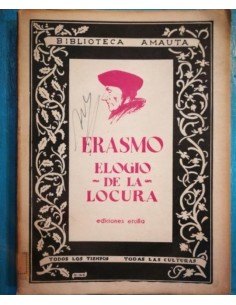 BIBLIOTECA AMAUTA
ERASMO
ELOGIO
~ DE LA ~
LOCURA
ediciones ercilla
TODOS LOS TIEMPOS TODAS LAS CULTURAS